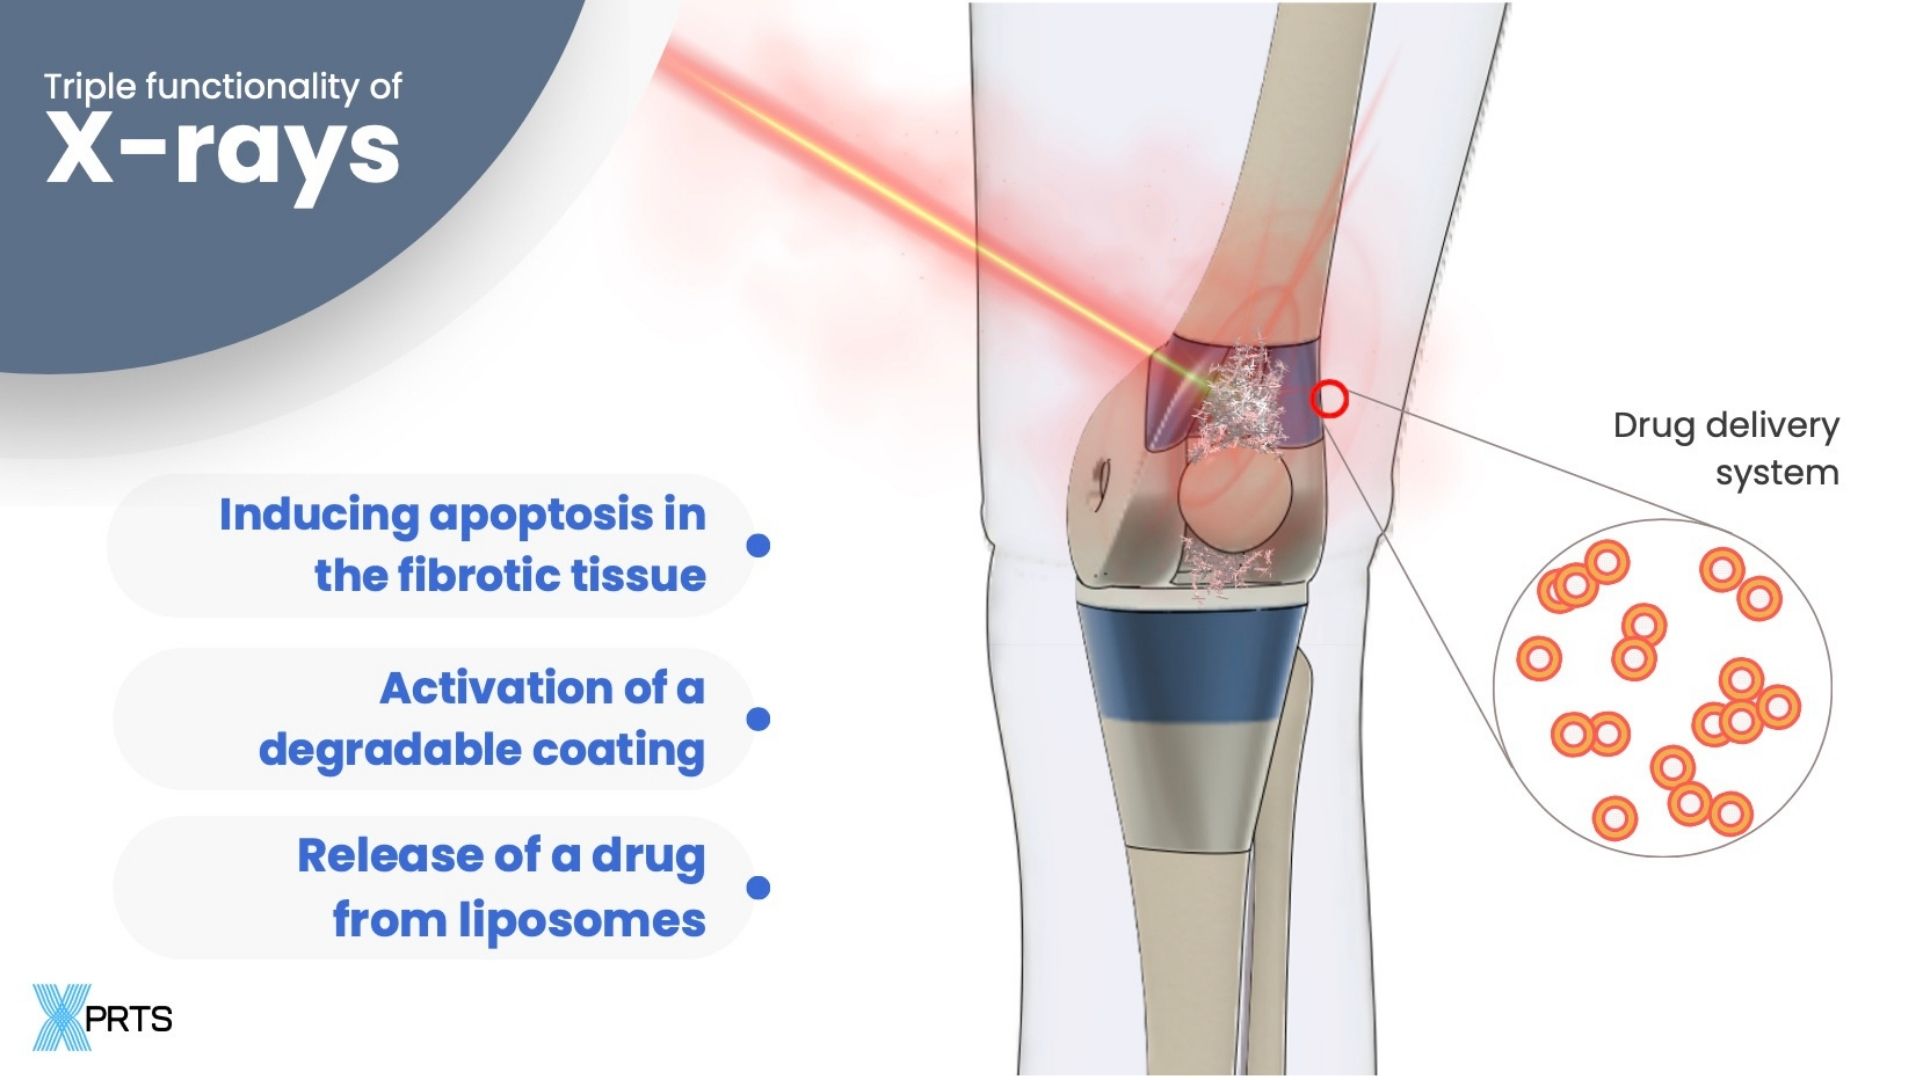 Triple functionality of
X-rays
Inducing apoptosis in
the fibrotic tissue
Activation of a
degradable coating
Release of a drug
from liposomes
Drug delivery
system
XPRTS